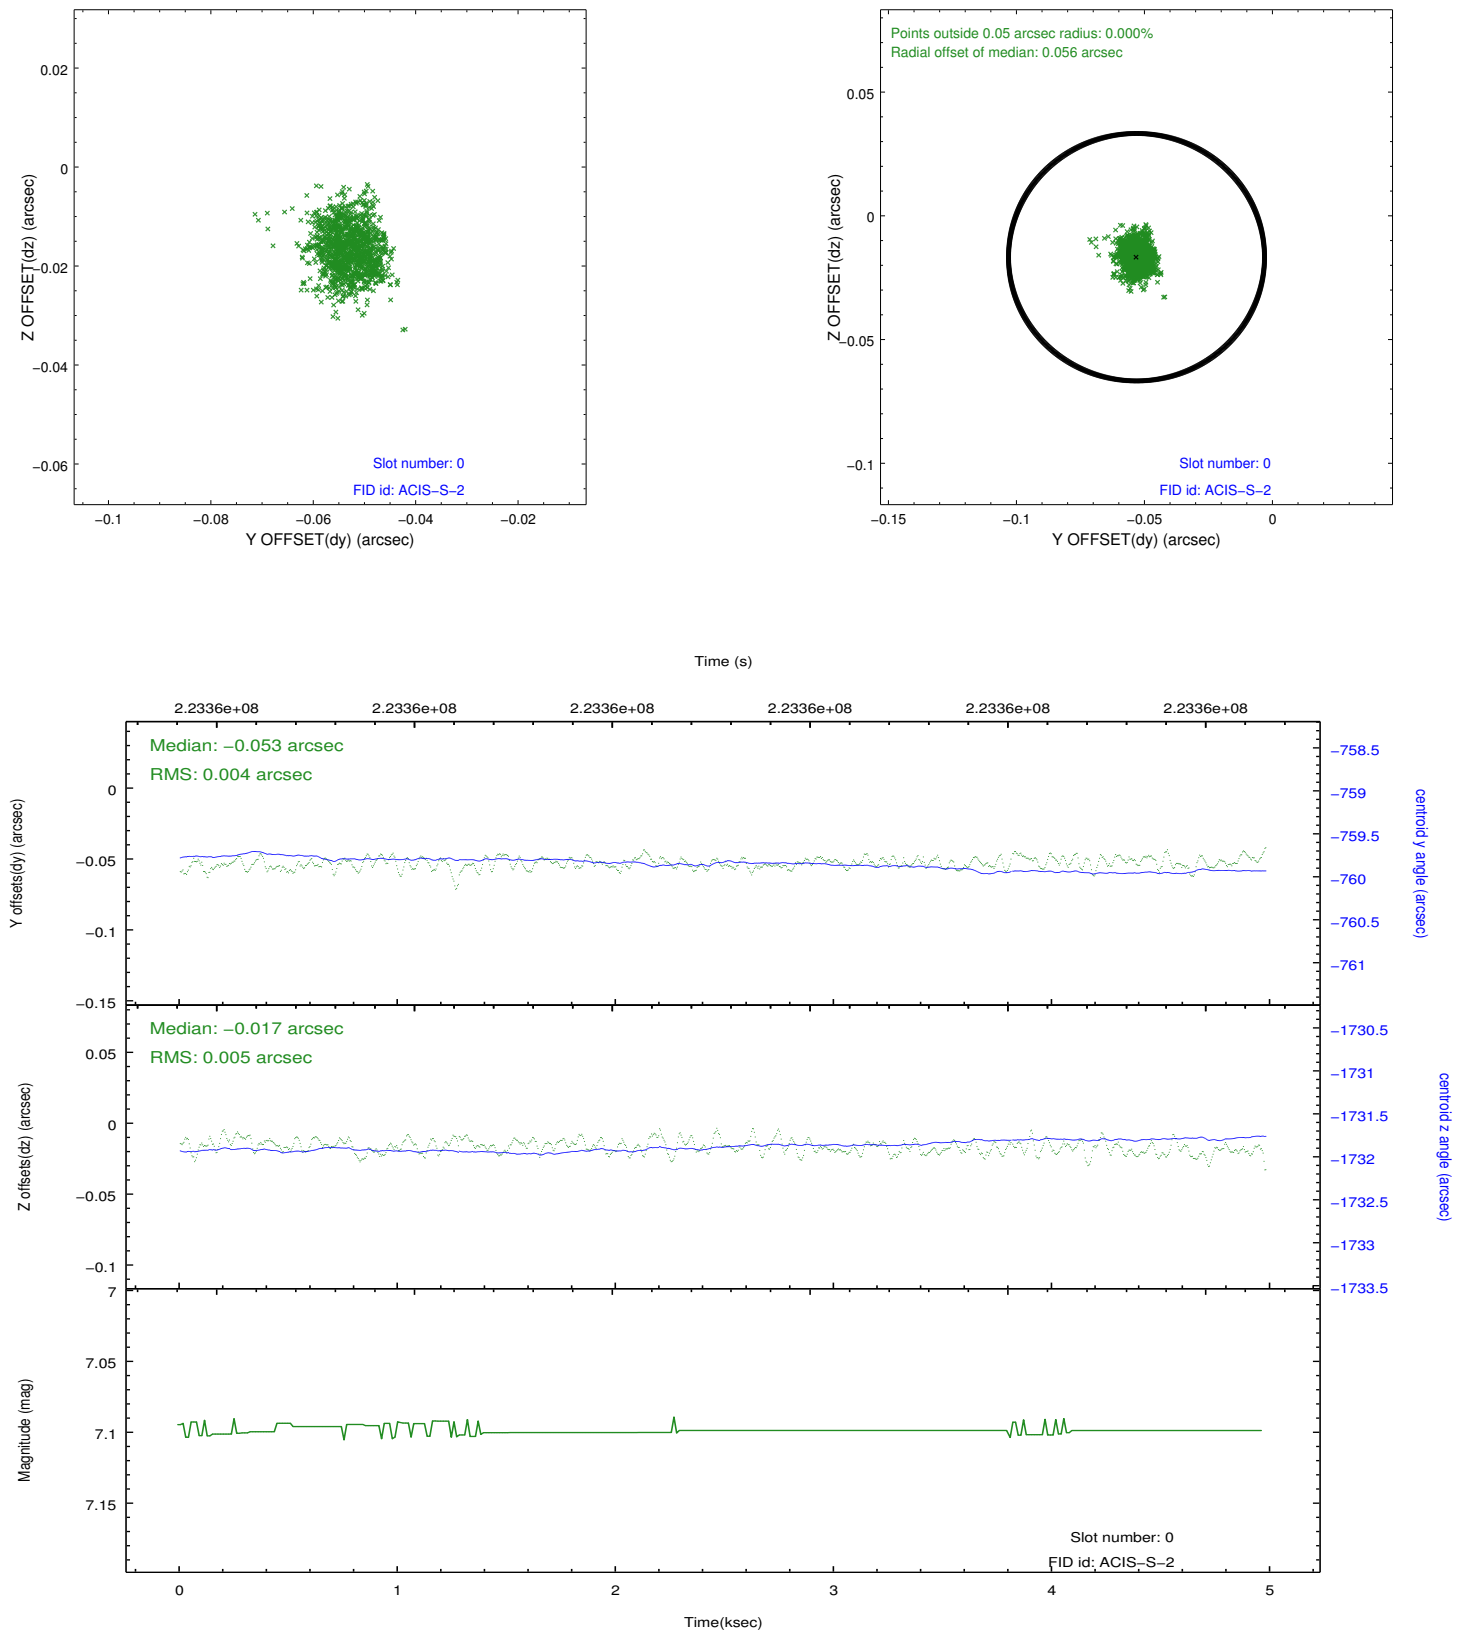 0.02
0
−0.02
−0.04
−0.06
Z OFFSET(dz) (arcsec)
Slot number: 0
FID id: ACIS−S−2
−0.1
−0.08
−0.06
−0.04
−0.02
Y OFFSET(dy) (arcsec)
Points outside 0.05 arcsec radius: 0.000%
Radial offset of median: 0.056 arcsec
0.05
0
−0.05
−0.1
Z OFFSET(dz) (arcsec)
Slot number: 0
FID id: ACIS−S−2
−0.15
−0.1
−0.05
0
Y OFFSET(dy) (arcsec)
Time (s)
2.2336e+08
2.2336e+08
2.2336e+08
2.2336e+08
2.2336e+08
2.2336e+08
Median: −0.053 arcsec
RMS: 0.004 arcsec
0
−0.05
−0.1
−0.15
Y offsets(dy) (arcsec)
−758.5
−759
−759.5
−760
−760.5
−761
centroid y angle (arcsec)
Median: −0.017 arcsec
RMS: 0.005 arcsec
0.05
0
−0.05
−0.1
Z offsets(dz) (arcsec)
−1730.5
−1731
−1731.5
−1732
−1732.5
−1733
−1733.5
centroid z angle (arcsec)
7
7.05
7.1
7.15
Magnitude (mag)
Slot number: 0
FID id: ACIS−S−2
0
1
2
3
4
5
Time(ksec)